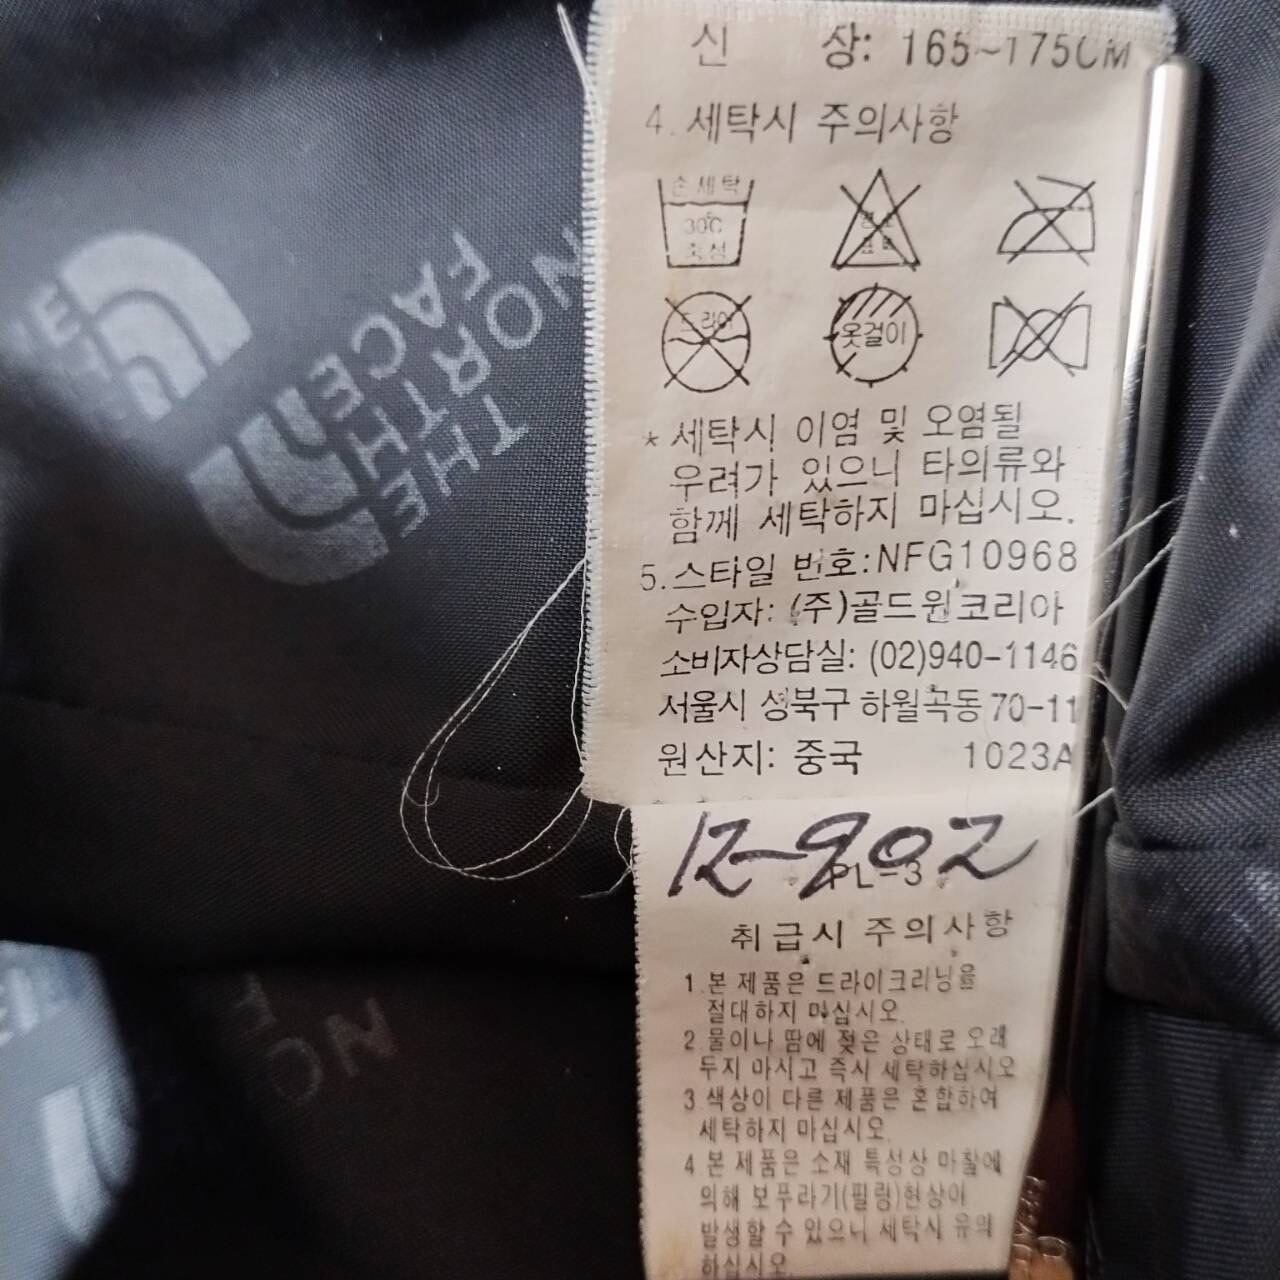 신 장: 165~175CM
4. 세탁시 주의사항
손세탁
30℃
중성
드라이
옷걸이
* 세탁시 이염 및 오염될
우려가 있으니 타의류와
함께 세탁하지 마십시오.
5. 스타일 번호: NFG10968
수입자: (주)골드윈코리아
소비자상담실: (02)940-1146
서울시 성북구 하월곡동 70-11
원산지: 중국 1023A
12-902
PL-3
취급시 주의사항
1. 본 제품은 드라이크리닝을
절대하지 마십시오.
2. 물이나 땀에 젖은 상태로 오래
두지 마시고 즉시 세탁하십시오
3. 색상이 다른 제품은 혼합하여
세탁하지 마십시오.
4. 본 제품은 소재 특성상 마찰에
의해 보푸라기(필링)현상이
발생할 수 있으니 세탁시 유의
하십시오.
THE
NORTH
FACE